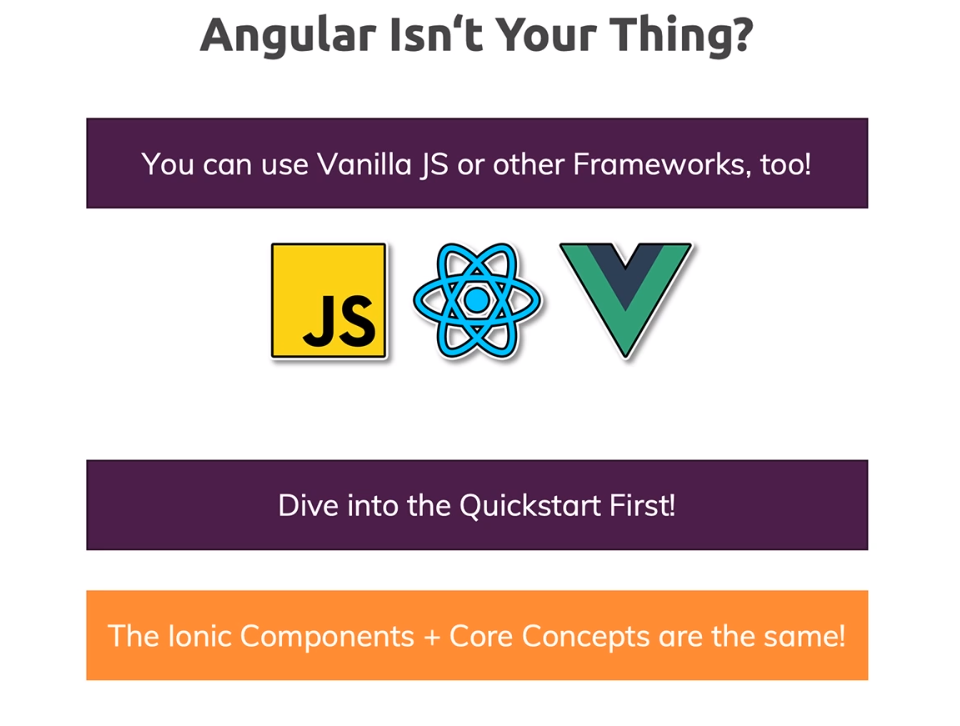 Angular Isn‘t Your Thing?
You can use Vanilla JS or other Frameworks, too!
JS
Dive into the Quickstart First!
The Ionic Components + Core Concepts are the same!